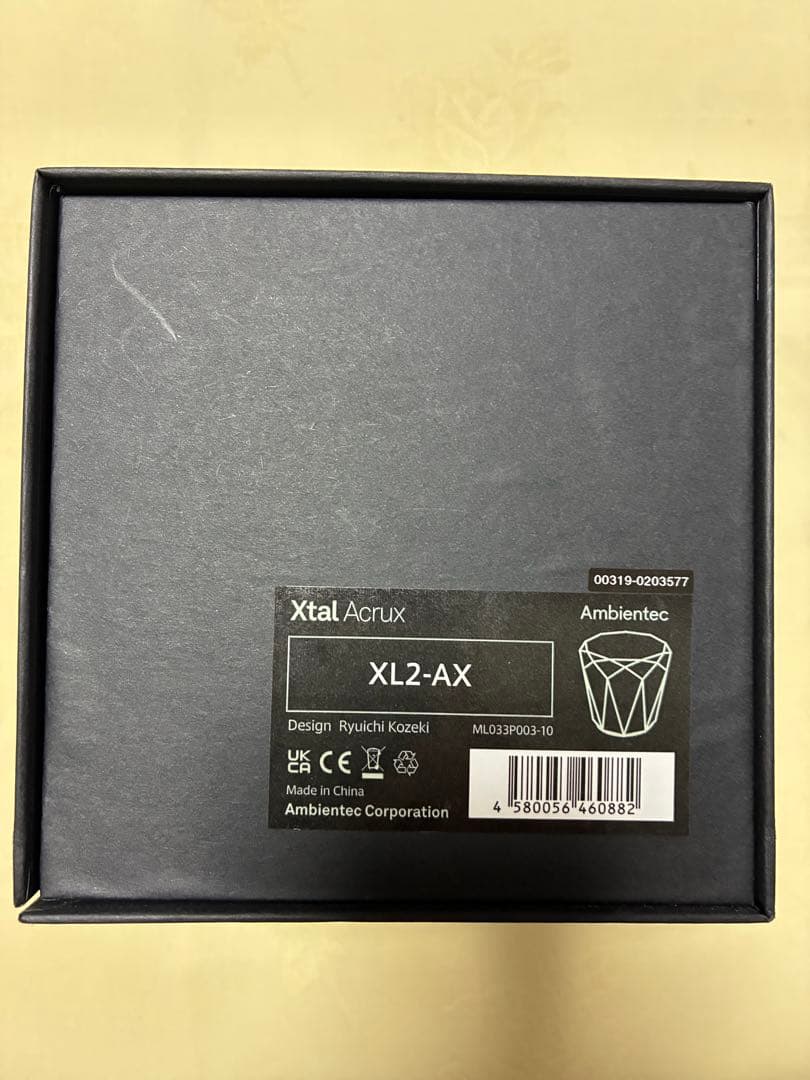 00319-0203577
Xtal Acrux
Ambientec
XL2-AX
Design Ryuichi Kozeki
ML033P003-10
UK
CA CE
Made in China
Ambientec Corporation
4 580056 460882